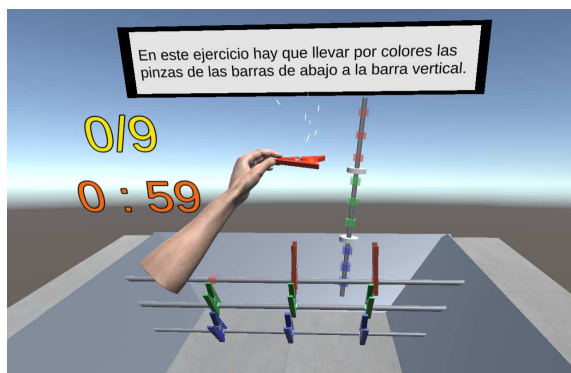 En este ejercicio hay que llevar por colores las
pinzas de las barras de abajo a la barra vertical.
0/9
0 : 59